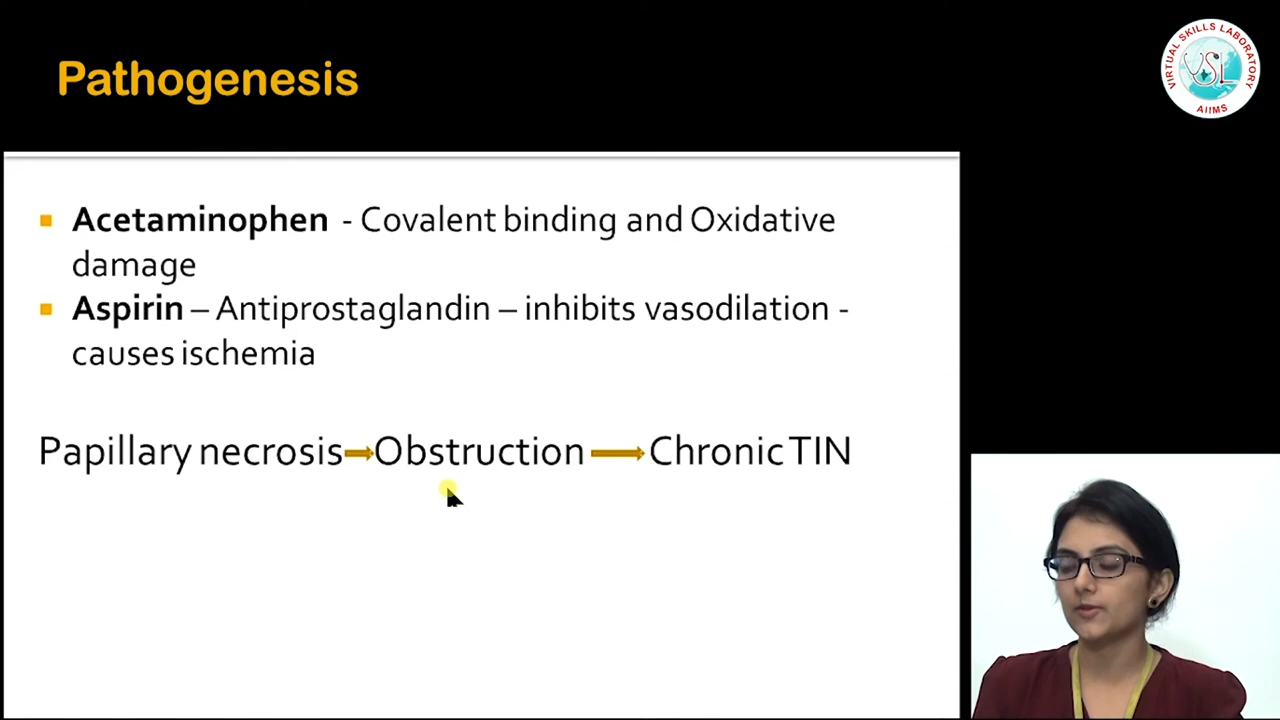 Pathogenesis
VIRTUAL SKILLS LABORATORY
VSL
AIIMS
▪ Acetaminophen - Covalent binding and Oxidative
damage
▪ Aspirin – Antiprostaglandin – inhibits vasodilation -
causes ischemia
Papillary necrosis → Obstruction → Chronic TIN